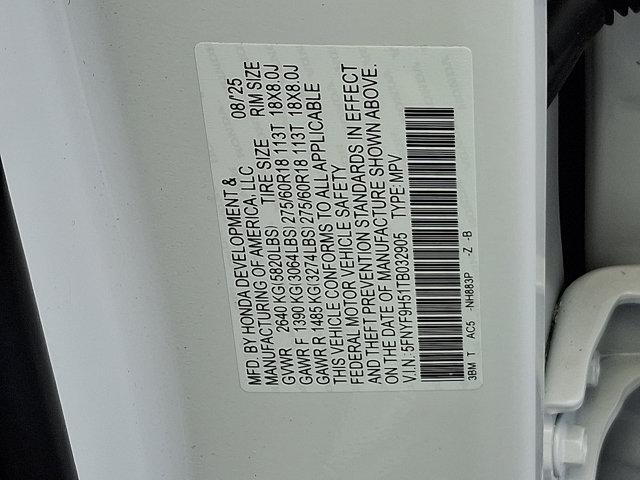 MFD. BY HONDA DEVELOPMENT & 08/'25
MANUFACTURING OF AMERICA, LLC
TIRE SIZE RIM SIZE
GVWR 2640 KG(6820LBS)
GAWR F 1390 KG(3064LBS) 275/60R18 113T 18X8.0J
GAWR R 1485 KG(3274LBS) 275/60R18 113T 18X8.0J
THIS VEHICLE CONFORMS TO ALL APPLICABLE
FEDERAL MOTOR VEHICLE SAFETY
AND THEFT PREVENTION STANDARDS IN EFFECT
ON THE DATE OF MANUFACTURE SHOWN ABOVE.
V.I.N.:5FNYF9H51TB032905 TYPE:MPV
3BM T AC5 -NH883P -Z -B